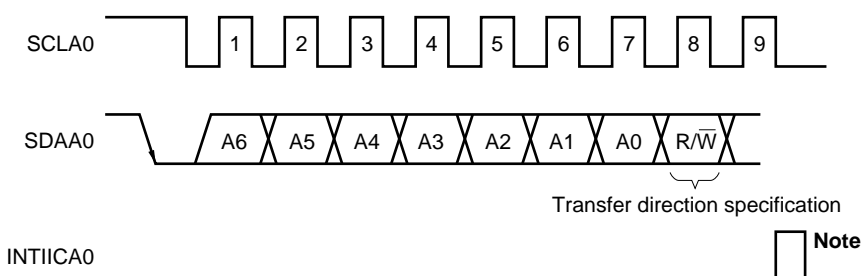 SCLA0 1 2 3 4 5 6 7 8 9
SDAA0 A6 A5 A4 A3 A2 A1 A0 R/W̅
Transfer direction specification
INTIICA0 Note